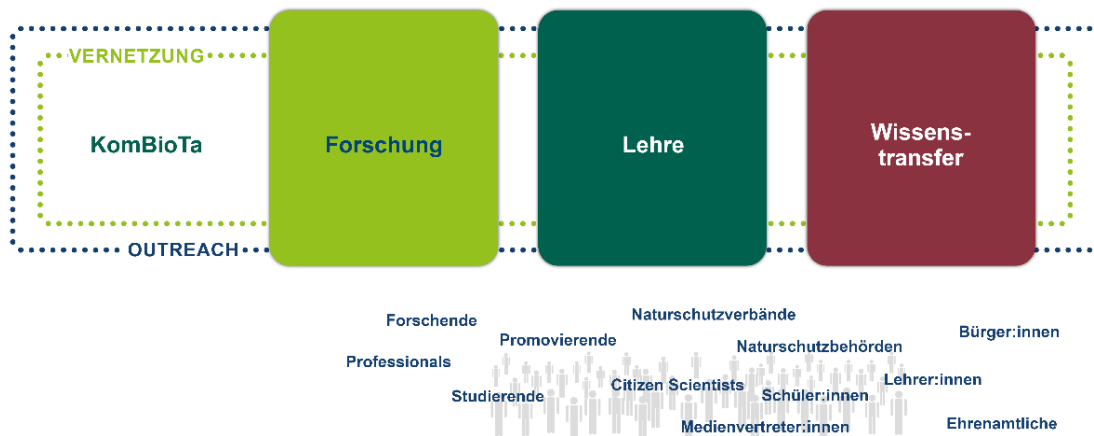 VERNETZUNG
KomBioTa
Forschung
Lehre
Wissens-
transfer
OUTREACH
Forschende
Naturschutzverbände
Bürger:innen
Promovierende
Naturschutzbehörden
Professionals
Lehrer:innen
Citizen Scientists
Studierende
Schüler:innen
Medienvertreter:innen
Ehrenamtliche